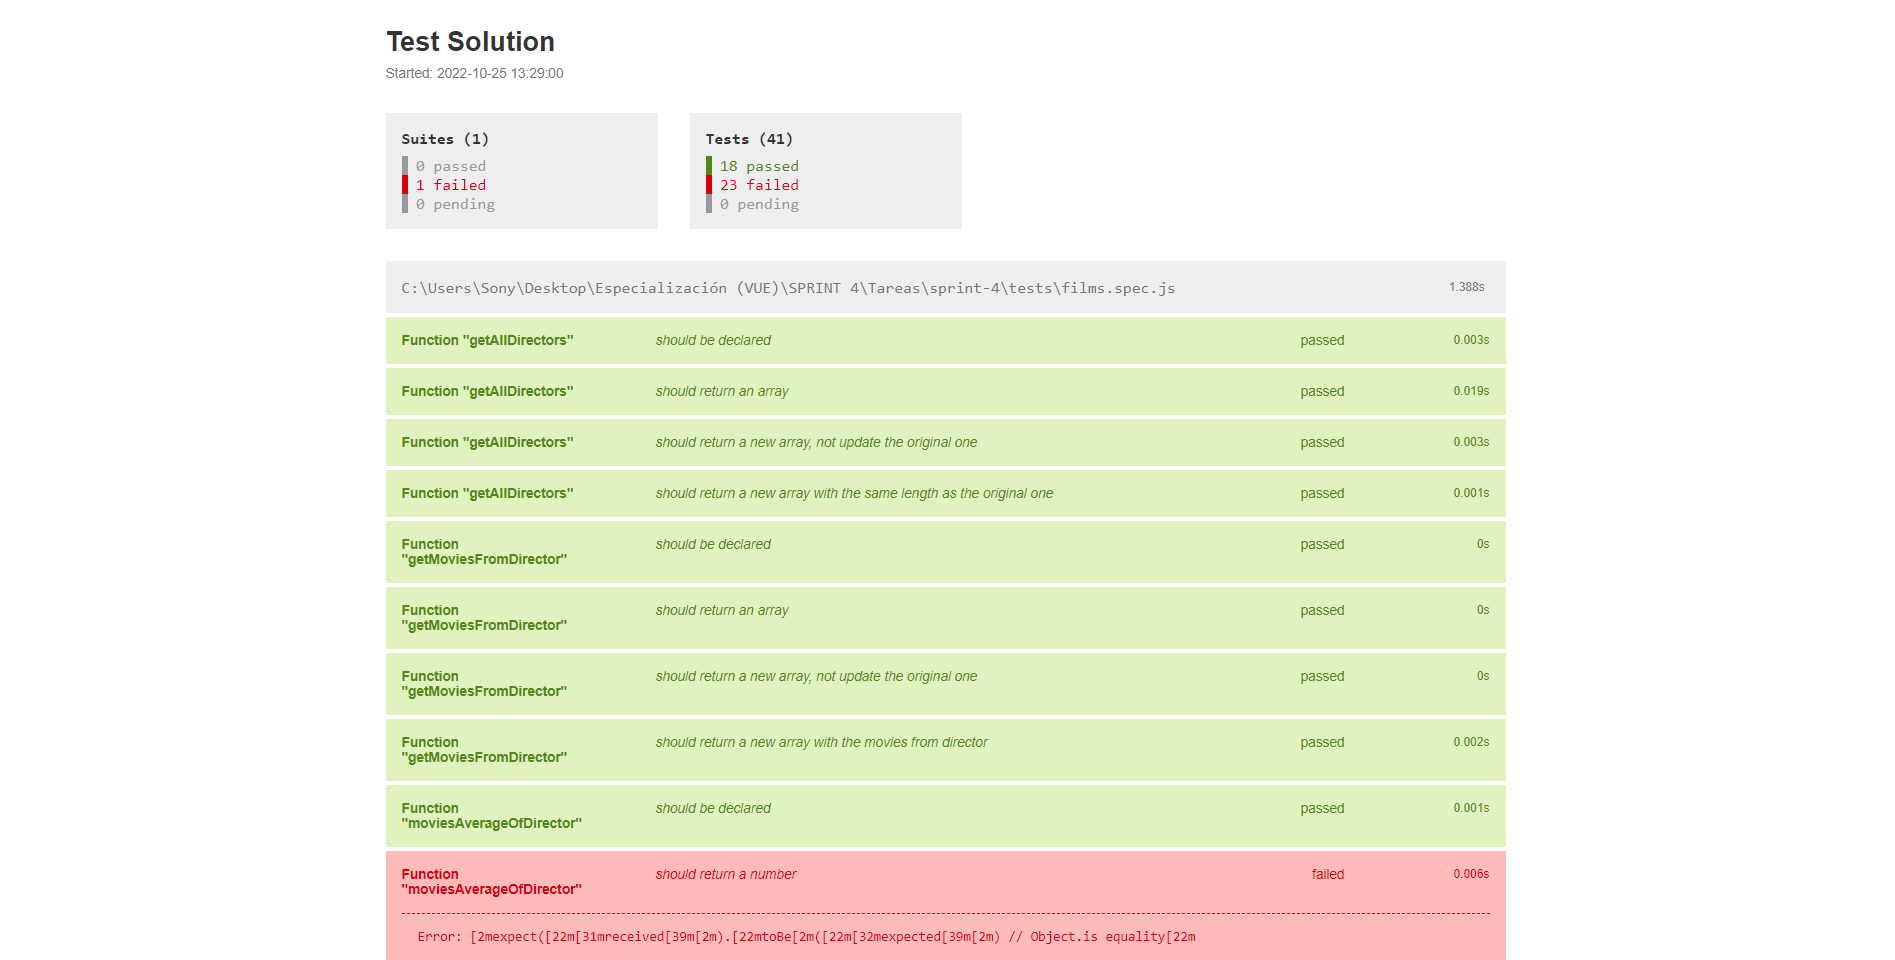 Test Solution
Started: 2022-10-25 13:29:00
Suites (1)
0 passed
1 failed
0 pending
Tests (41)
18 passed
23 failed
0 pending
C:\Users\Sony\Desktop\Especialización (VUE)\SPRINT 4\Tareas\sprint-4\tests\films.spec.js 1.388s
Function "getAllDirectors" should be declared passed 0.003s
Function "getAllDirectors" should return an array passed 0.019s
Function "getAllDirectors" should return a new array, not update the original one passed 0.003s
Function "getAllDirectors" should return a new array with the same length as the original one passed 0.001s
Function should be declared passed 0s
"getMoviesFromDirector"
Function should return an array passed 0s
"getMoviesFromDirector"
Function should return a new array, not update the original one passed 0s
"getMoviesFromDirector"
Function should return a new array with the movies from director passed 0.002s
"getMoviesFromDirector"
Function should be declared passed 0.001s
"moviesAverageOfDirector"
Function should return a number failed 0.006s
"moviesAverageOfDirector"
Error: [2mexpect([22m[31mreceived[39m[2m).[22mtoBe[2m([22m[32mexpected[39m[2m) // Object.is equality[22m